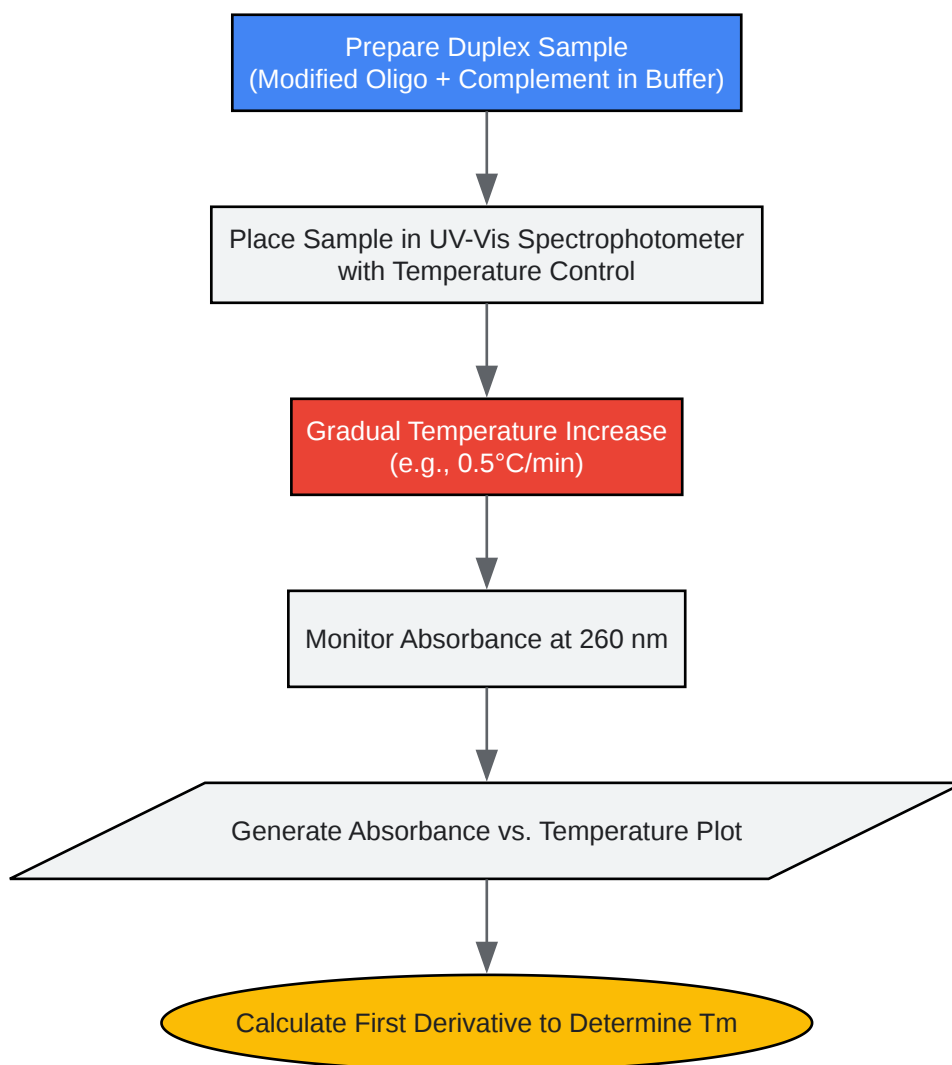 Prepare Duplex Sample
(Modified Oligo + Complement in Buffer)
Place Sample in UV-Vis Spectrophotometer
with Temperature Control
Gradual Temperature Increase
(e.g., 0.5°C/min)
Monitor Absorbance at 260 nm
Generate Absorbance vs. Temperature Plot
Calculate First Derivative to Determine Tm